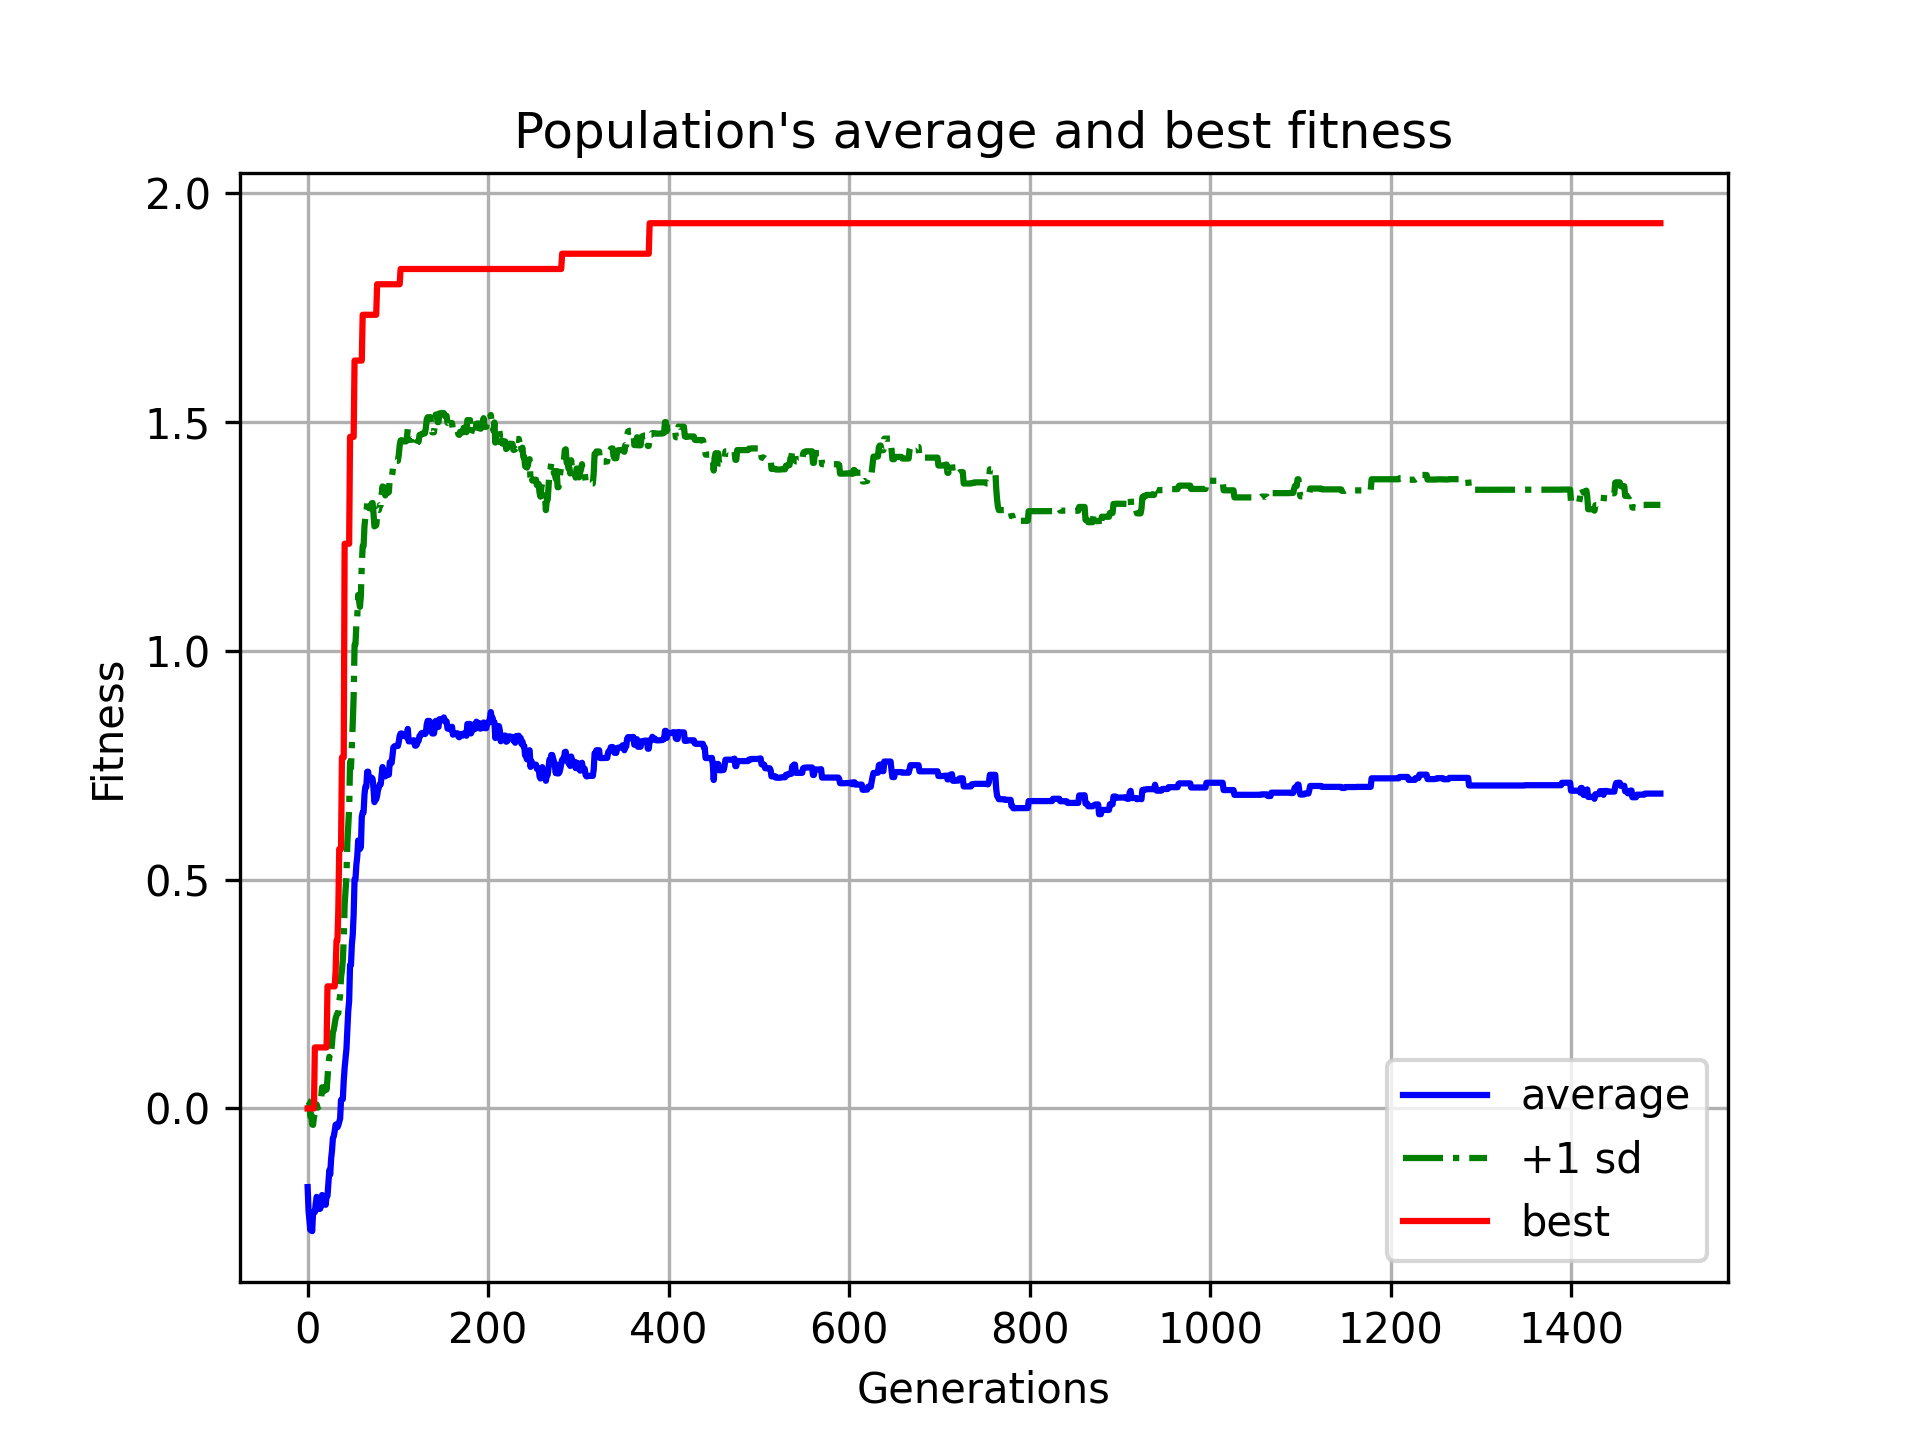 Population's average and best fitness
2.0
1.5
1.0
0.5
0.0
Fitness
0 200 400 600 800 1000 1200 1400
Generations
average
+1 sd
best